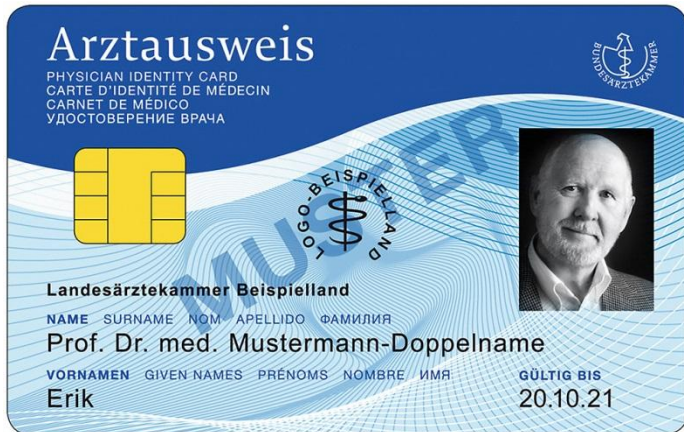 Arztausweis
PHYSICIAN IDENTITY CARD
CARTE D'IDENTITÉ DE MÉDECIN
CARNET DE MÉDICO
УДОСТОВЕРЕНИЕ ВРАЧА
BUNDESÄRZTEKAMMER
LOGO-BEISPIELLAND
MUSTER
Landesärztekammer Beispielland
NAME SURNAME NOM APELLIDO ФАМИЛИЯ
Prof. Dr. med. Mustermann-Doppelname
VORNAMEN GIVEN NAMES PRÉNOMS NOMBRE ИМЯ GÜLTIG BIS
Erik 20.10.21